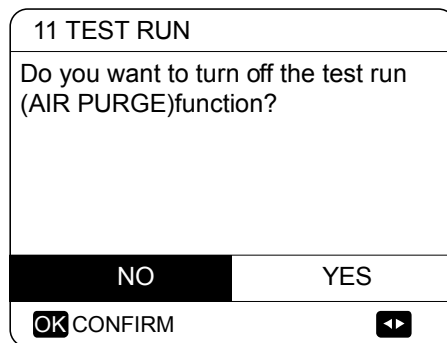 11 TEST RUN
Do you want to turn off the test run
(AIR PURGE)function?
NO YES
OK CONFIRM